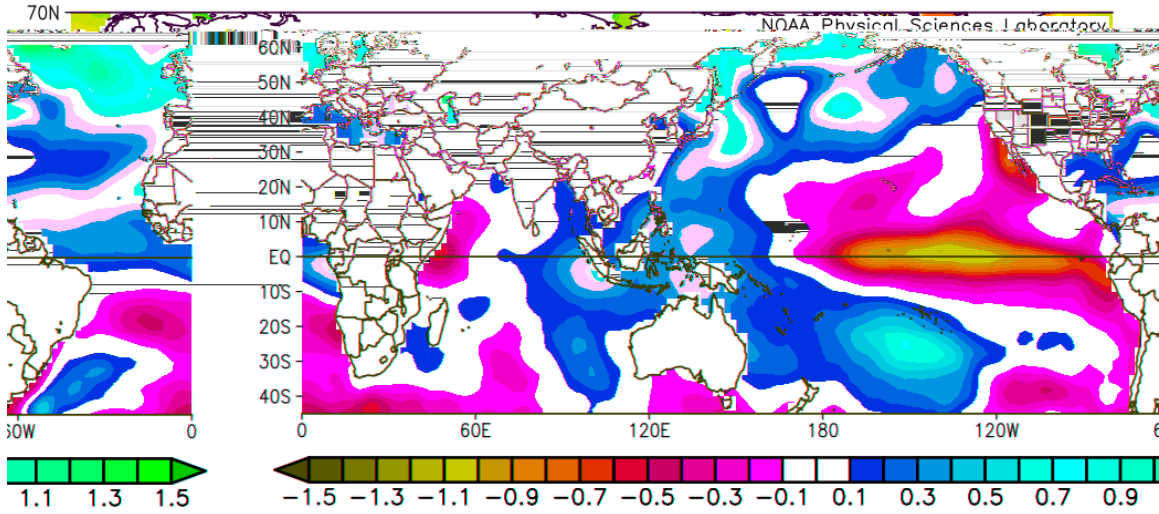 70N
NOAA Physical Sciences Laboratory
60N
50N
40N
30N
20N
10N
EQ
10S
20S
30S
40S
0 0 60E 120E 180 120W
1.1 1.3 1.5 −1.5 −1.3 −1.1 −0.9 −0.7 −0.5 −0.3 −0.1 0.1 0.3 0.5 0.7 0.9